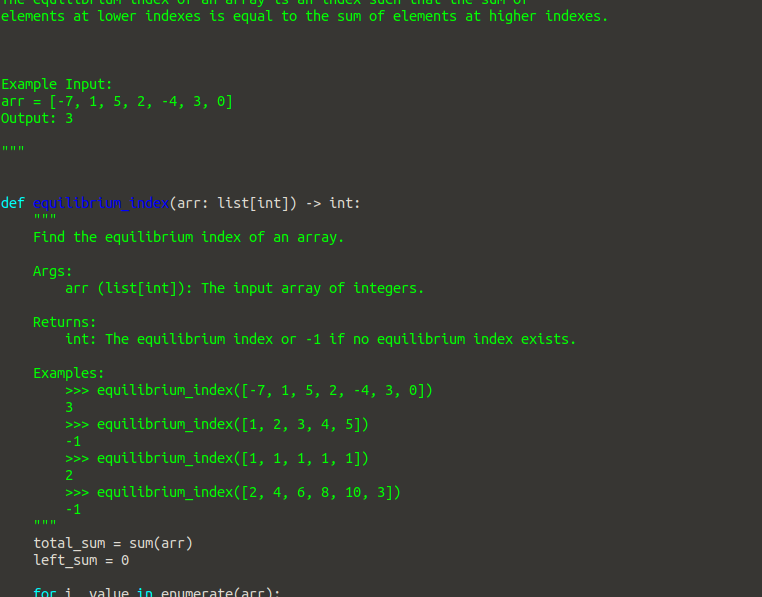 The equilibrium index of an array is an index such that the sum of
elements at lower indexes is equal to the sum of elements at higher indexes.
Example Input:
arr = [-7, 1, 5, 2, -4, 3, 0]
Output: 3
"""
def equilibrium_index(arr: list[int]) -> int:
    """
    Find the equilibrium index of an array.
    Args:
        arr (list[int]): The input array of integers.
    Returns:
        int: The equilibrium index or -1 if no equilibrium index exists.
    Examples:
        >>> equilibrium_index([-7, 1, 5, 2, -4, 3, 0])
        3
        >>> equilibrium_index([1, 2, 3, 4, 5])
        -1
        >>> equilibrium_index([1, 1, 1, 1, 1])
        2
        >>> equilibrium_index([2, 4, 6, 8, 10, 3])
        -1
    """
    total_sum = sum(arr)
    left_sum = 0
    for i, value in enumerate(arr):